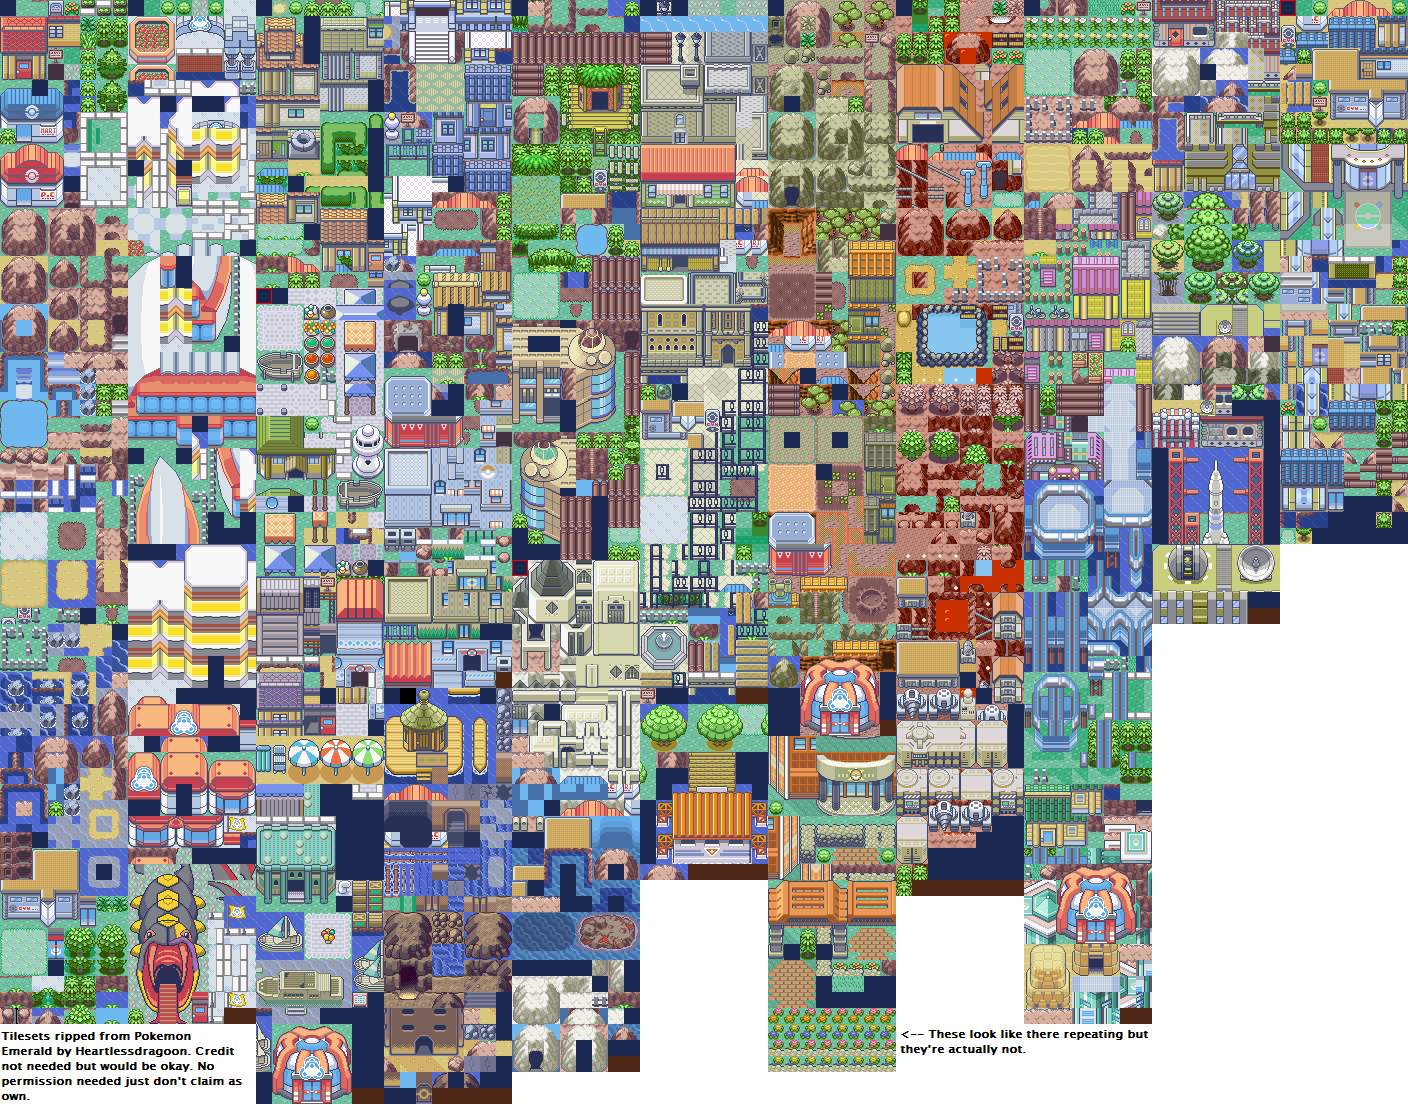 MART
P.C
Tilesets ripped from Pokemon
Emerald by Heartlessdragoon. Credit
not needed but would be okay. No
permission needed just don't claim as
own.
<-- These look like there repeating but
they're actually not.